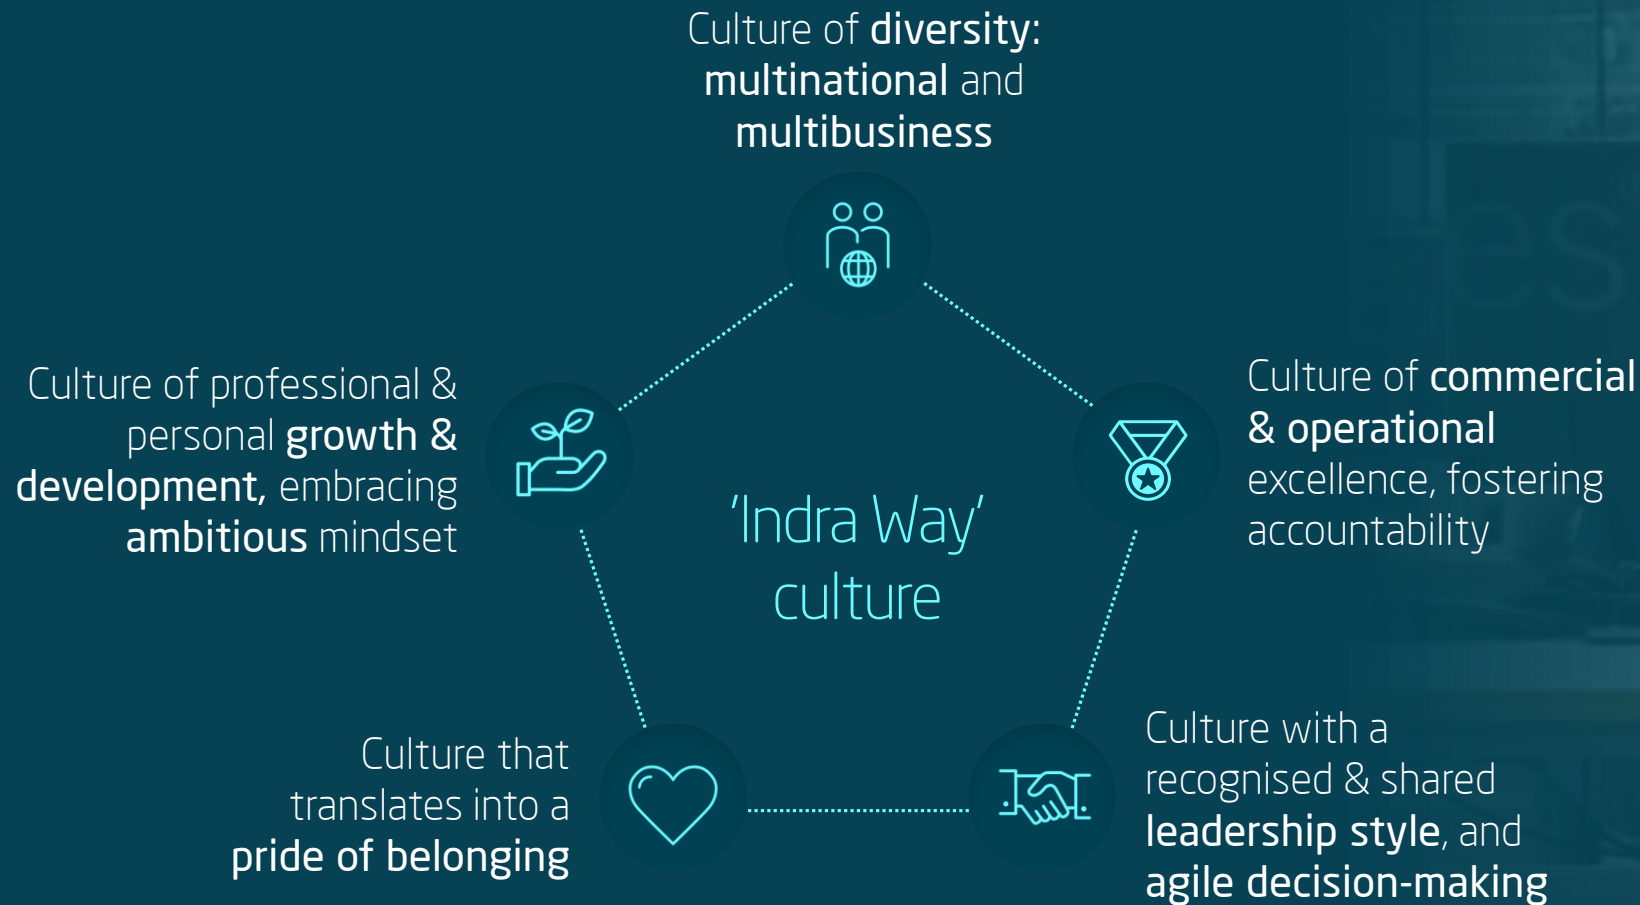 Culture of diversity:
multinational and
multibusiness
Culture of professional &
personal growth &
development, embracing
ambitious mindset
Culture of commercial
& operational
excellence, fostering
accountability
'Indra Way'
culture
Culture that
translates into a
pride of belonging
Culture with a
recognised & shared
leadership style, and
agile decision-making
es